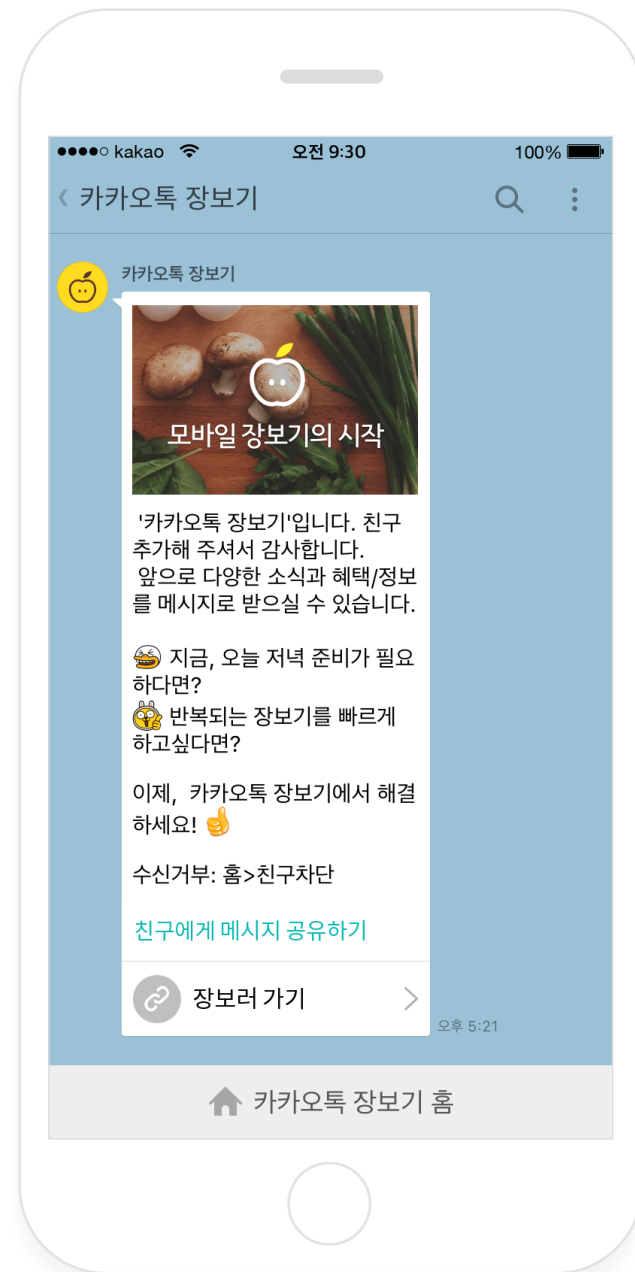 kakao 오전 9:30 100%
카카오톡 장보기
카카오톡 장보기
모바일 장보기의 시작
'카카오톡 장보기'입니다. 친구
추가해 주셔서 감사합니다.
앞으로 다양한 소식과 혜택/정보
를 메시지로 받으실 수 있습니다.
지금, 오늘 저녁 준비가 필요
하다면?
반복되는 장보기를 빠르게
하고싶다면?
이제, 카카오톡 장보기에서 해결
하세요!
수신거부: 홈>친구차단
친구에게 메시지 공유하기
장보러 가기
오후 5:21
카카오톡 장보기 홈